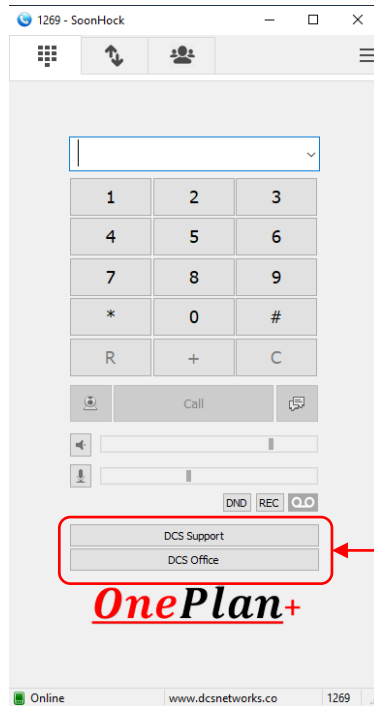 1269 - SoonHock
1 2 3
4 5 6
7 8 9
* 0 #
R + C
Call
DND REC
DCS Support
DCS Office
OnePlan+
Online www.dcsnetworks.co 1269